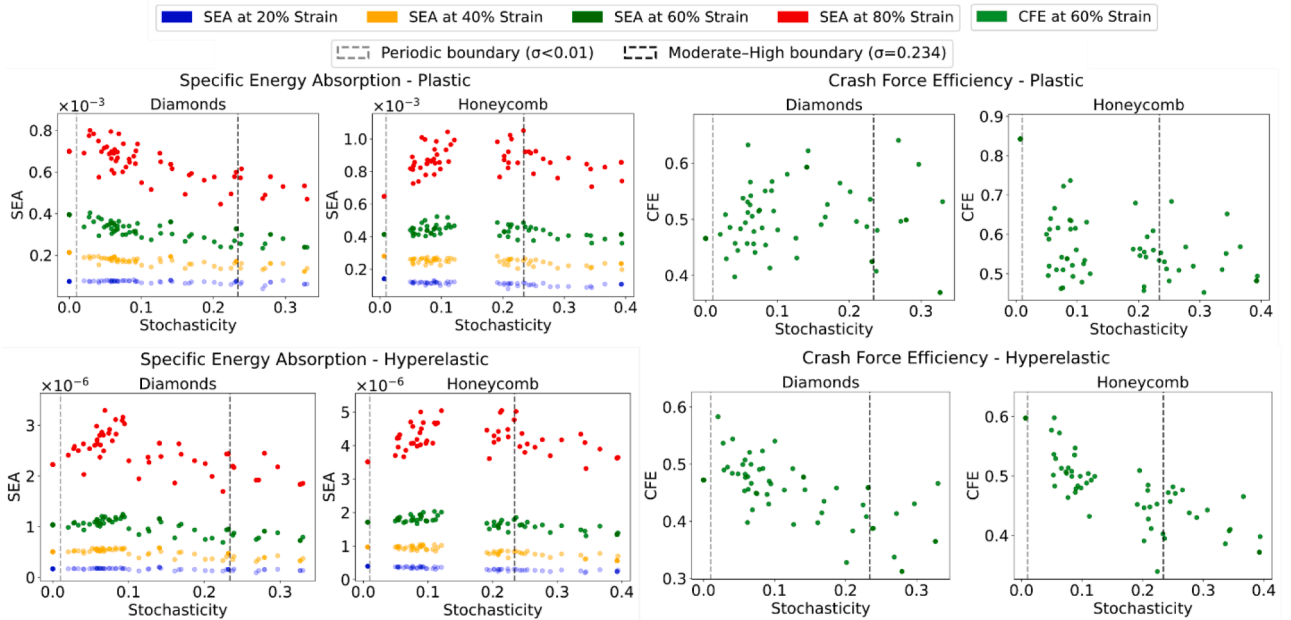 SEA at 20% Strain
SEA at 40% Strain
SEA at 60% Strain
SEA at 80% Strain
CFE at 60% Strain
Periodic boundary (σ<0.01)
Moderate–High boundary (σ=0.234)
Specific Energy Absorption - Plastic
×10⁻³
Diamonds
0.8
0.6
0.4
0.2
SEA
0.0
0.1
0.2
0.3
Stochasticity
×10⁻³
Honeycomb
1.0
0.8
0.6
0.4
0.2
0.0
0.1
0.2
0.3
0.4
Stochasticity
Crash Force Efficiency - Plastic
Diamonds
0.6
0.5
0.4
CFE
0.0
0.1
0.2
0.3
Stochasticity
Honeycomb
0.9
0.8
0.7
0.6
0.5
CFE
0.0
0.1
0.2
0.3
0.4
Stochasticity
Specific Energy Absorption - Hyperelastic
×10⁻⁶
Diamonds
3
2
1
0
SEA
0.0
0.1
0.2
0.3
Stochasticity
×10⁻⁶
Honeycomb
5
4
3
2
1
0
0.0
0.1
0.2
0.3
0.4
Stochasticity
Crash Force Efficiency - Hyperelastic
Diamonds
0.6
0.5
0.4
0.3
CFE
0.0
0.1
0.2
0.3
Stochasticity
Honeycomb
0.6
0.5
0.4
CFE
0.0
0.1
0.2
0.3
0.4
Stochasticity